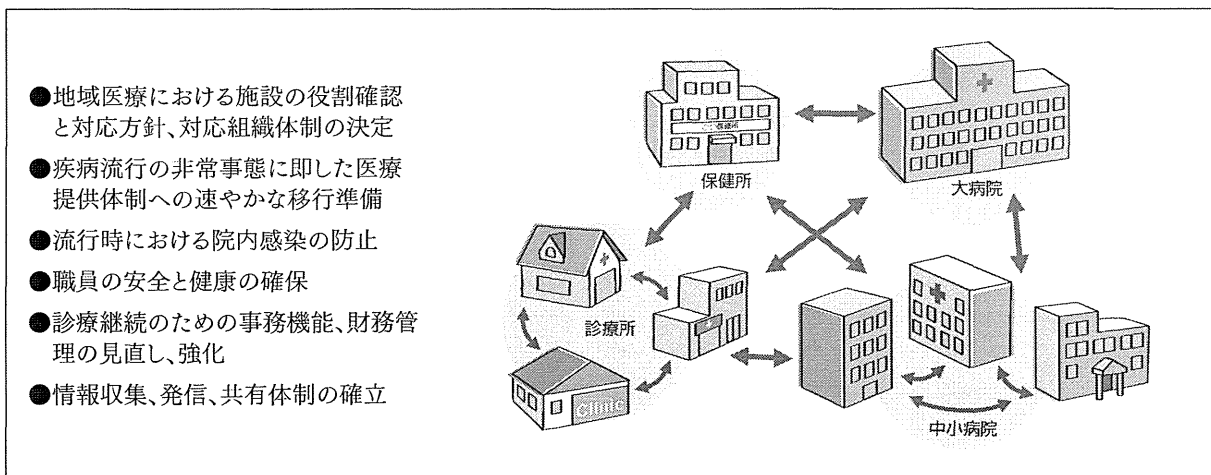 ●地域医療における施設の役割確認
と対応方針、対応組織体制の決定
●疾病流行の非常事態に即した医療
提供体制への速やかな移行準備
●流行時における院内感染の防止
●職員の安全と健康の確保
●診療継続のための事務機能、財務管
理の見直し、強化
●情報収集、発信、共有体制の確立
保健所
保健所
大病院
診療所
Clinic
中小病院